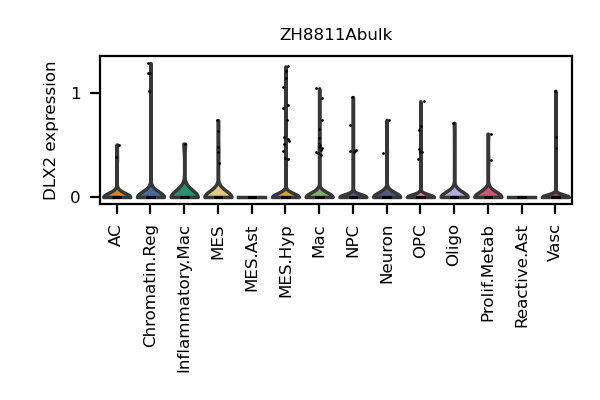 ZH8811Abulk
DLX2 expression
1
0
AC
Chromatin.Reg
Inflammatory.Mac
MES
MES.Ast
MES.Hyp
Mac
NPC
Neuron
OPC
Oligo
Prolif.Metab
Reactive.Ast
Vasc